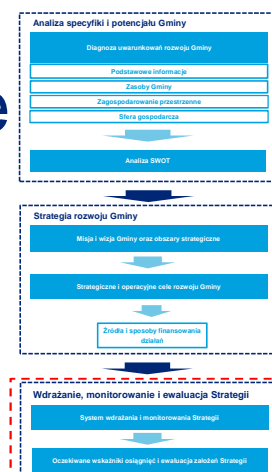 e
Analiza specyfiki i potencjału Gminy
Diagnoza uwarunkowań rozwoju Gminy
Podstawowe informacje
Zasoby Gminy
Zagospodarowanie przestrzenne
Sfera gospodarcza
Analiza SWOT
Strategia rozwoju Gminy
Misja i wizja Gminy oraz obszary strategiczne
Strategiczne i operacyjne cele rozwoju Gminy
Źródła i sposoby finansowania
działań
Wdrażanie, monitorowanie i ewaluacja Strategii
System wdrażania i monitorowania Strategii
Oczekiwane wskaźniki osiągnięć i ewaluacja założeń Strategii